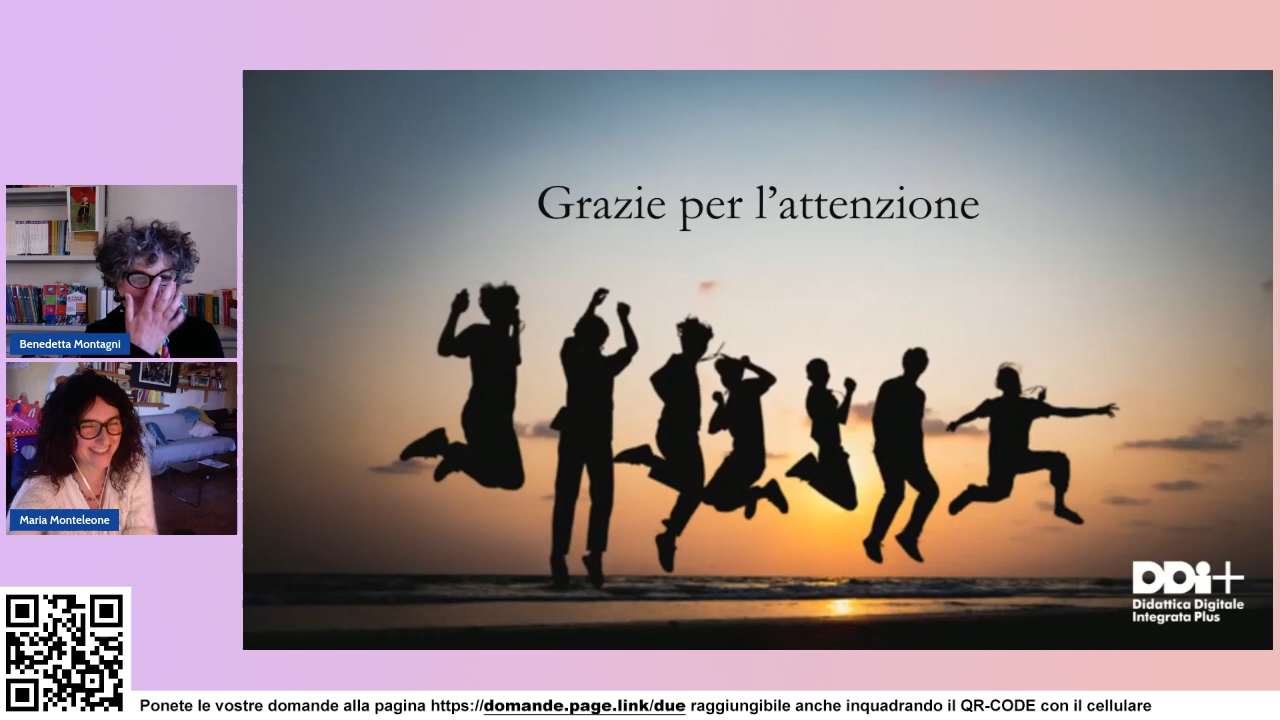 Grazie per l'attenzione
Benedetta Montagni
Maria Monteleone
DDi+
Didattica Digitale
Integrata Plus
Ponete le vostre domande alla pagina https://domande.page.link/due raggiungibile anche inquadrando il QR-CODE con il cellulare